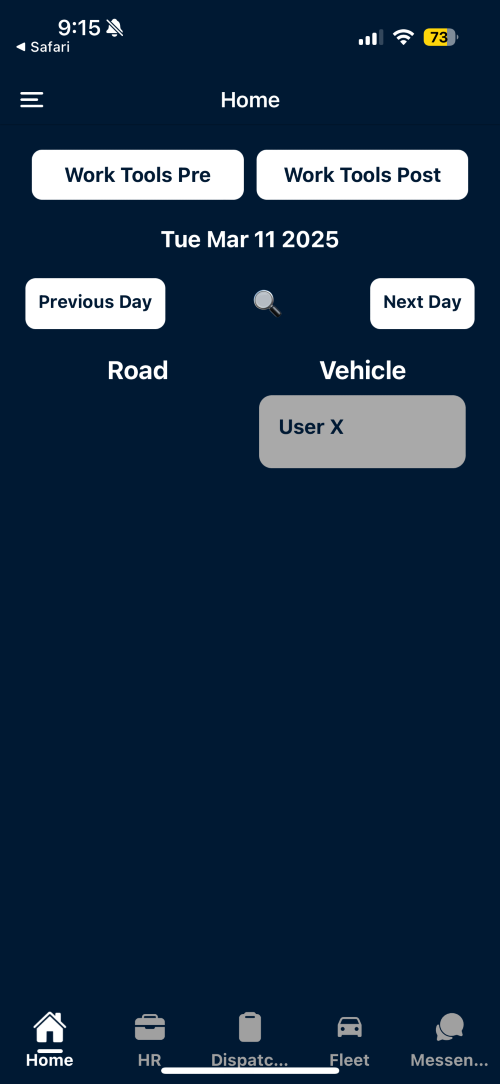 9:15
73
◀ Safari
Home
Work Tools Pre
Work Tools Post
Tue Mar 11 2025
Previous Day
Next Day
Road
Vehicle
User X
Home
HR
Dispatc...
Fleet
Messen...